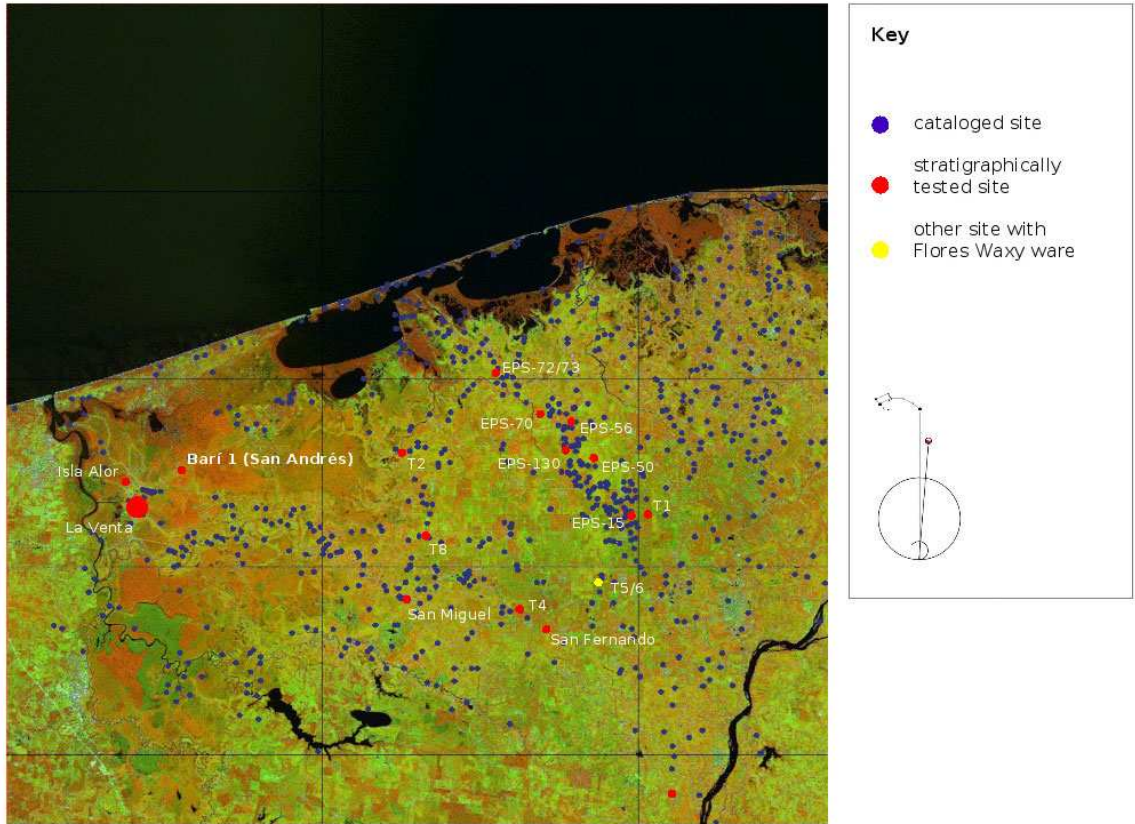 Key
cataloged site
stratigraphically
tested site
other site with
Flores Waxy ware
EPS-72/73
EPS-70
EPS-56
Barí 1 (San Andrés)
T2
EPS-130
EPS-50
Isla Alor
La Venta
EPS-15
T1
T8
T5/6
San Miguel
T4
San Fernando